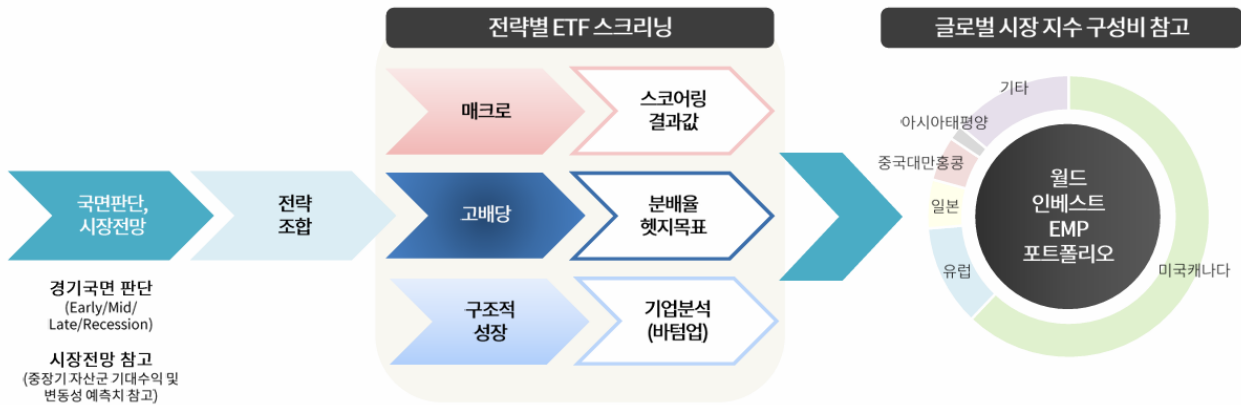 전략별 ETF 스크리닝
글로벌 시장 지수 구성비 참고
국면판단,
시장전망
경기국면 판단
(Early/Mid/
Late/Recession)
시장전망 참고
(중장기 자산군 기대수익 및
변동성 예측치 참고)
전략
조합
매크로
스코어링
결과값
고배당
분배율
헷지목표
구조적
성장
기업분석
(바텀업)
기타
아시아태평양
중국대만홍콩
일본
유럽
미국캐나다
월드
인베스트
EMP
포트폴리오